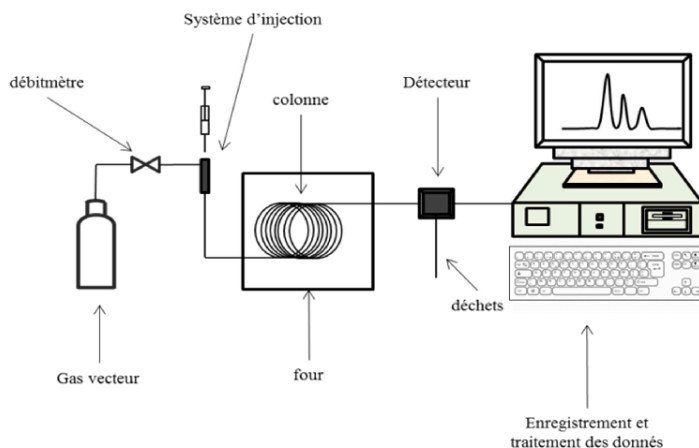 Système d’injection
débitmètre
colonne
Détecteur
déchets
Gas vecteur
four
Enregistrement et
traitement des donnés